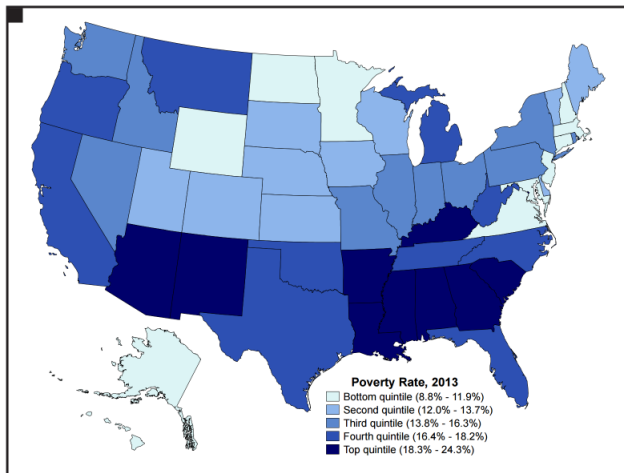 Poverty Rate, 2013
Bottom quintile (8.8% - 11.9%)
Second quintile (12.0% - 13.7%)
Third quintile (13.8% - 16.3%)
Fourth quintile (16.4% - 18.2%)
Top quintile (18.3% - 24.3%)